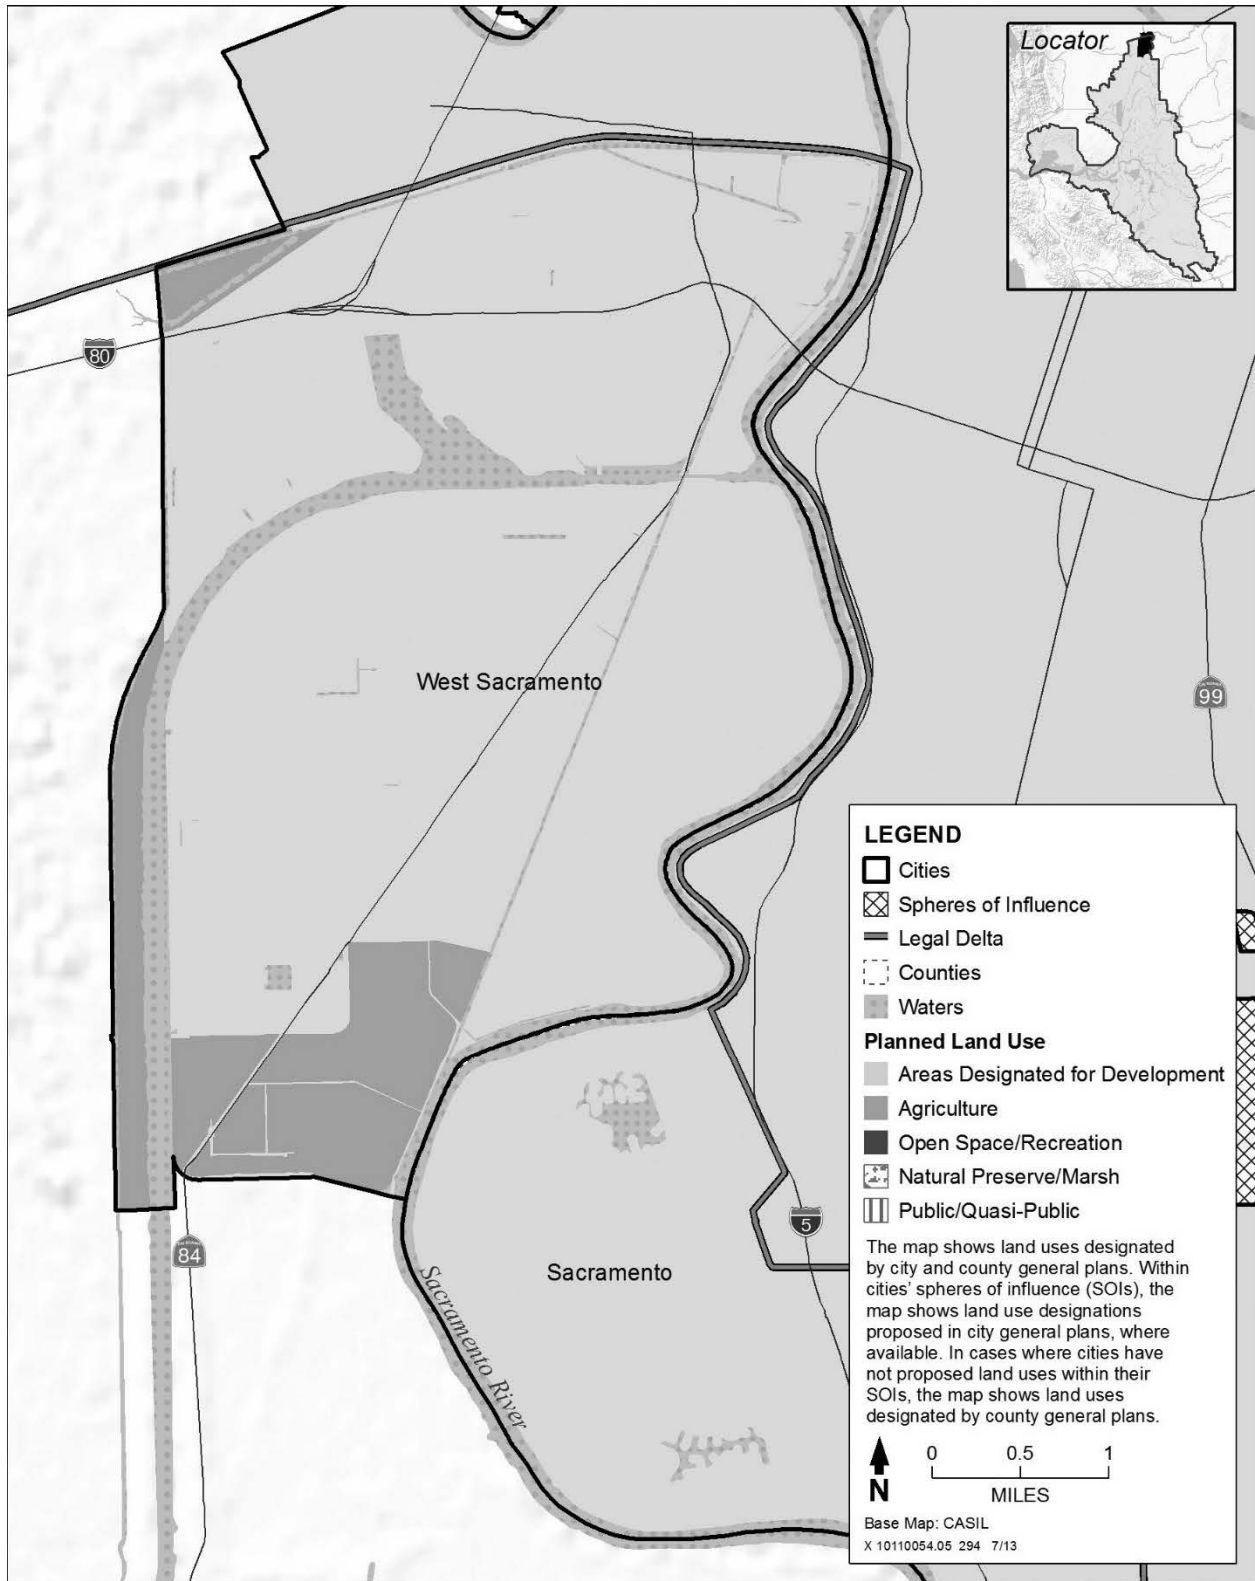 Locator
80
West Sacramento
99
LEGEND
Cities
Spheres of Influence
Legal Delta
Counties
Waters
Planned Land Use
Areas Designated for Development
Agriculture
Open Space/Recreation
Natural Preserve/Marsh
Public/Quasi-Public
The map shows land uses designated
by city and county general plans. Within
cities' spheres of influence (SOIs), the
map shows land use designations
proposed in city general plans, where
available. In cases where cities have
not proposed land uses within their
SOIs, the map shows land uses
designated by county general plans.
0 0.5 1
MILES
N
Base Map: CASIL
X 10110054.05 294 7/13
5
84
Sacramento
Sacramento River